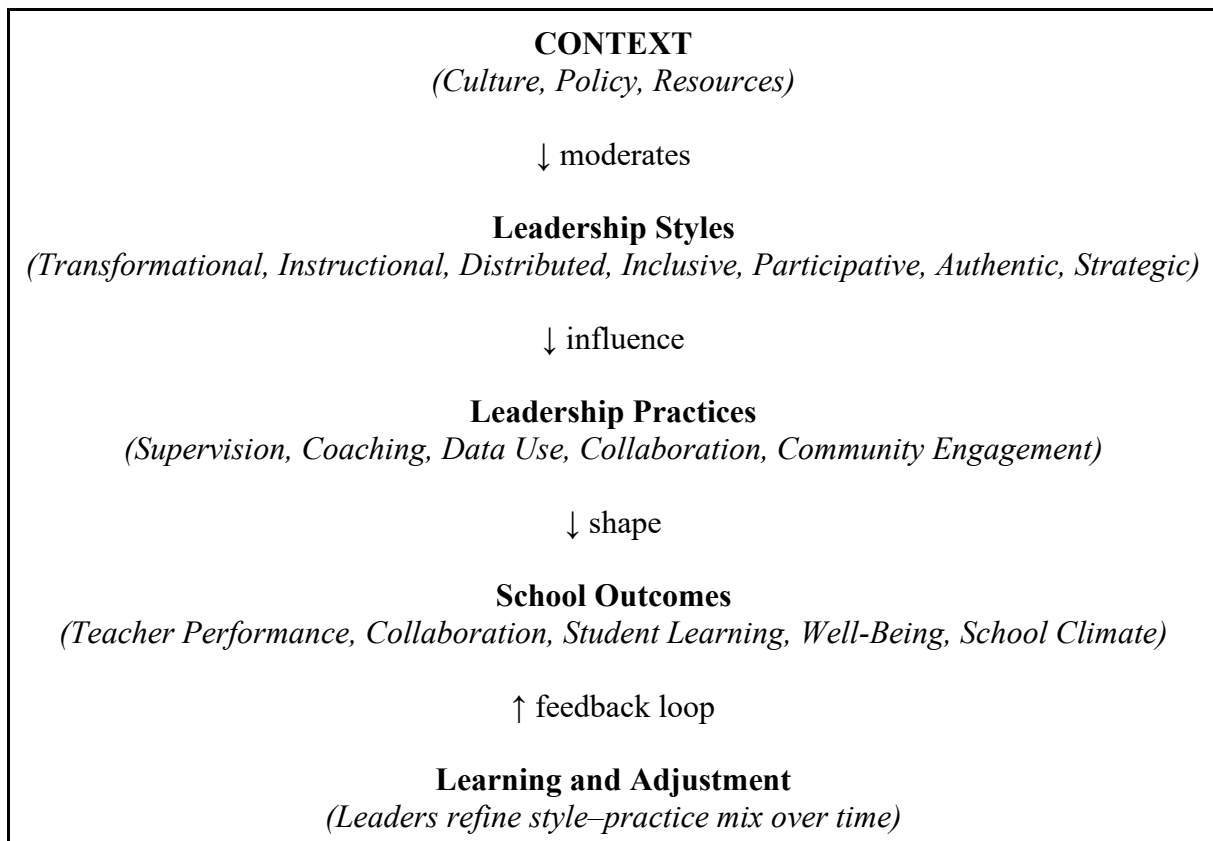 CONTEXT
(Culture, Policy, Resources)
↓ moderates
Leadership Styles
(Transformational, Instructional, Distributed, Inclusive, Participative, Authentic, Strategic)
↓ influence
Leadership Practices
(Supervision, Coaching, Data Use, Collaboration, Community Engagement)
↓ shape
School Outcomes
(Teacher Performance, Collaboration, Student Learning, Well-Being, School Climate)
↑ feedback loop
Learning and Adjustment
(Leaders refine style–practice mix over time)